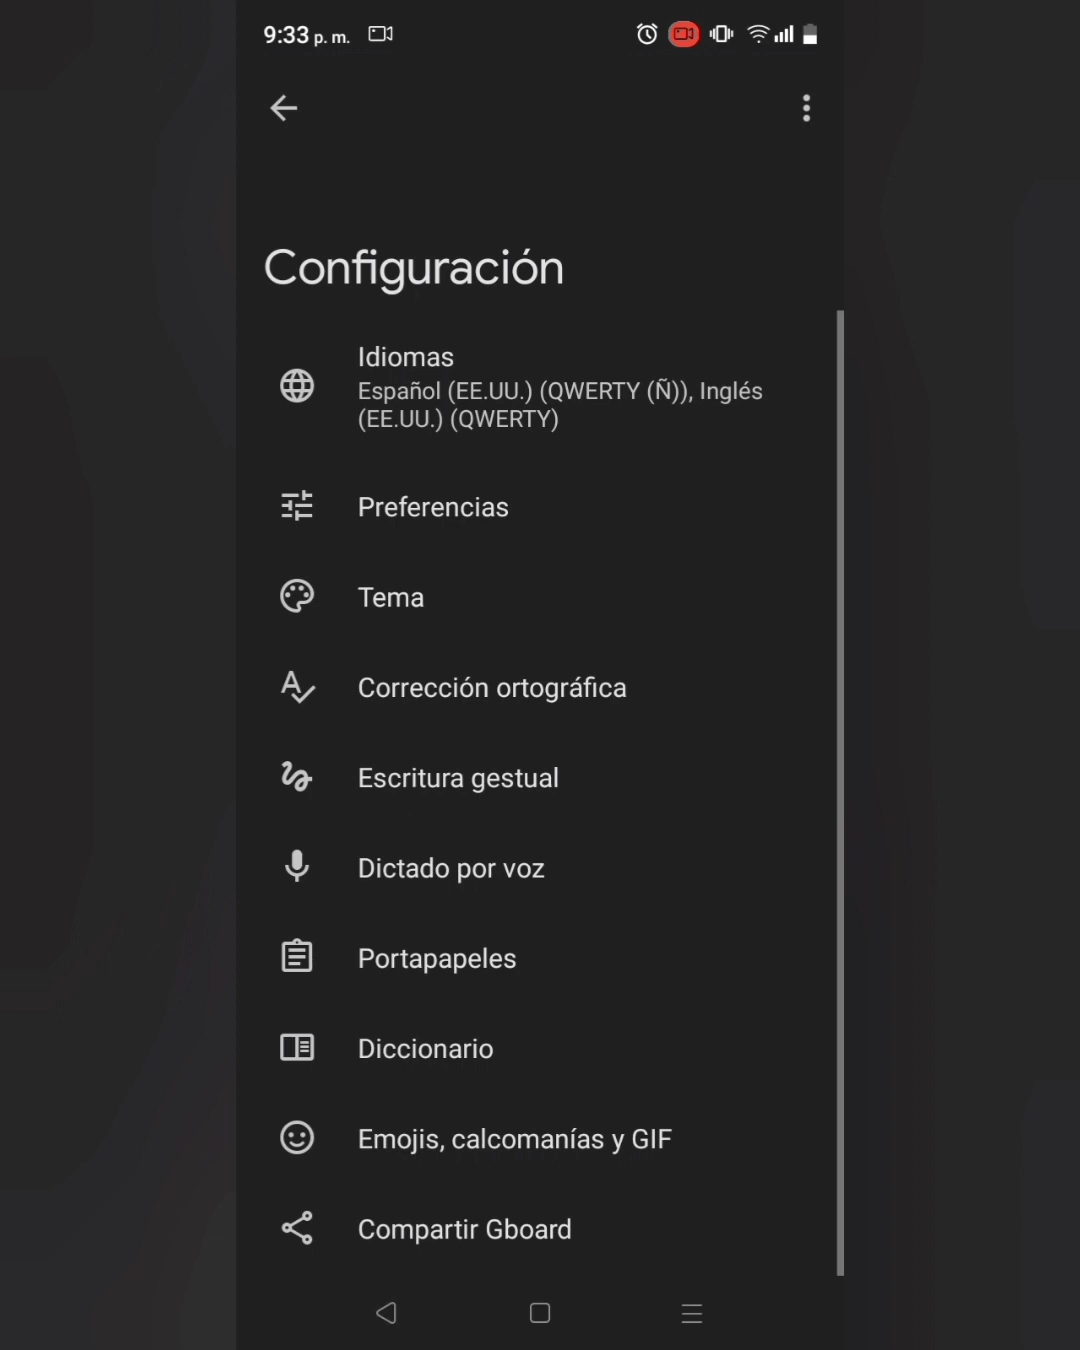 9:33 p. m.
Configuración
Idiomas
Español (EE.UU.) (QWERTY (Ñ)), Inglés
(EE.UU.) (QWERTY)
Preferencias
Tema
Corrección ortográfica
Escritura gestual
Dictado por voz
Portapapeles
Diccionario
Emojis, calcomanías y GIF
Compartir Gboard